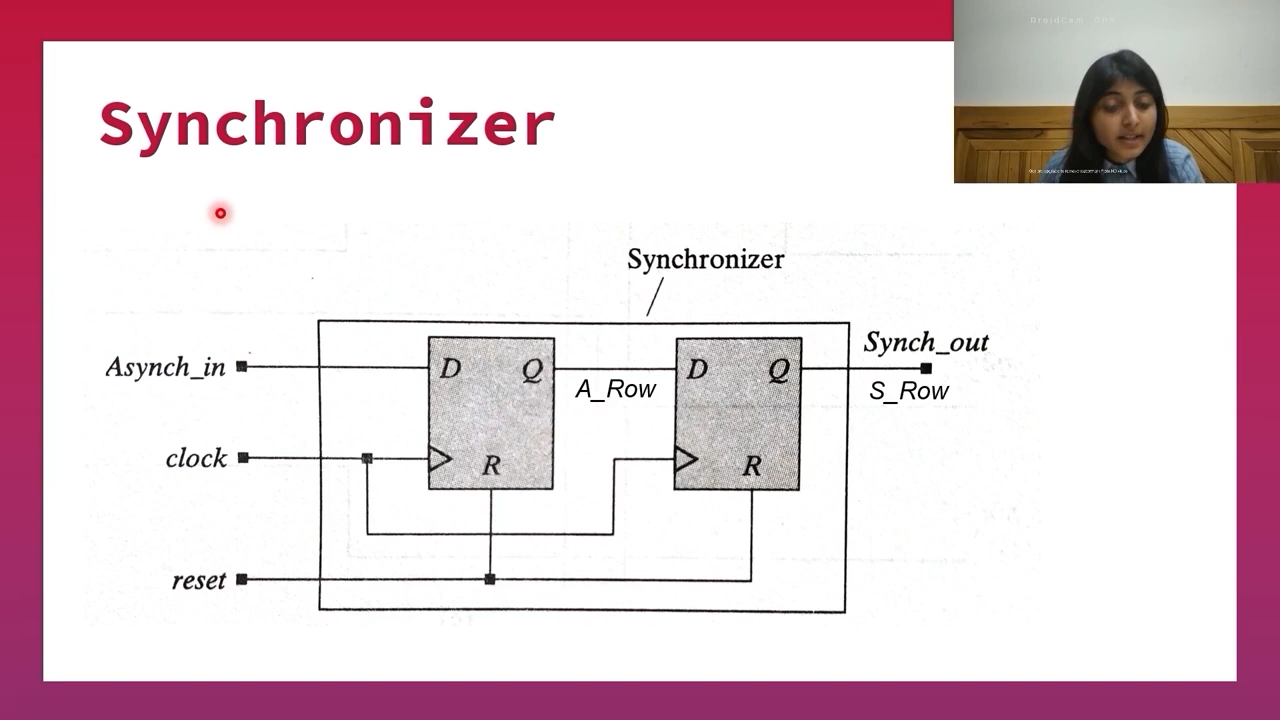 Synchronizer
Synchronizer
Asynch_in
D
Q
A_Row
D
Q
Synch_out
S_Row
clock
R
R
reset